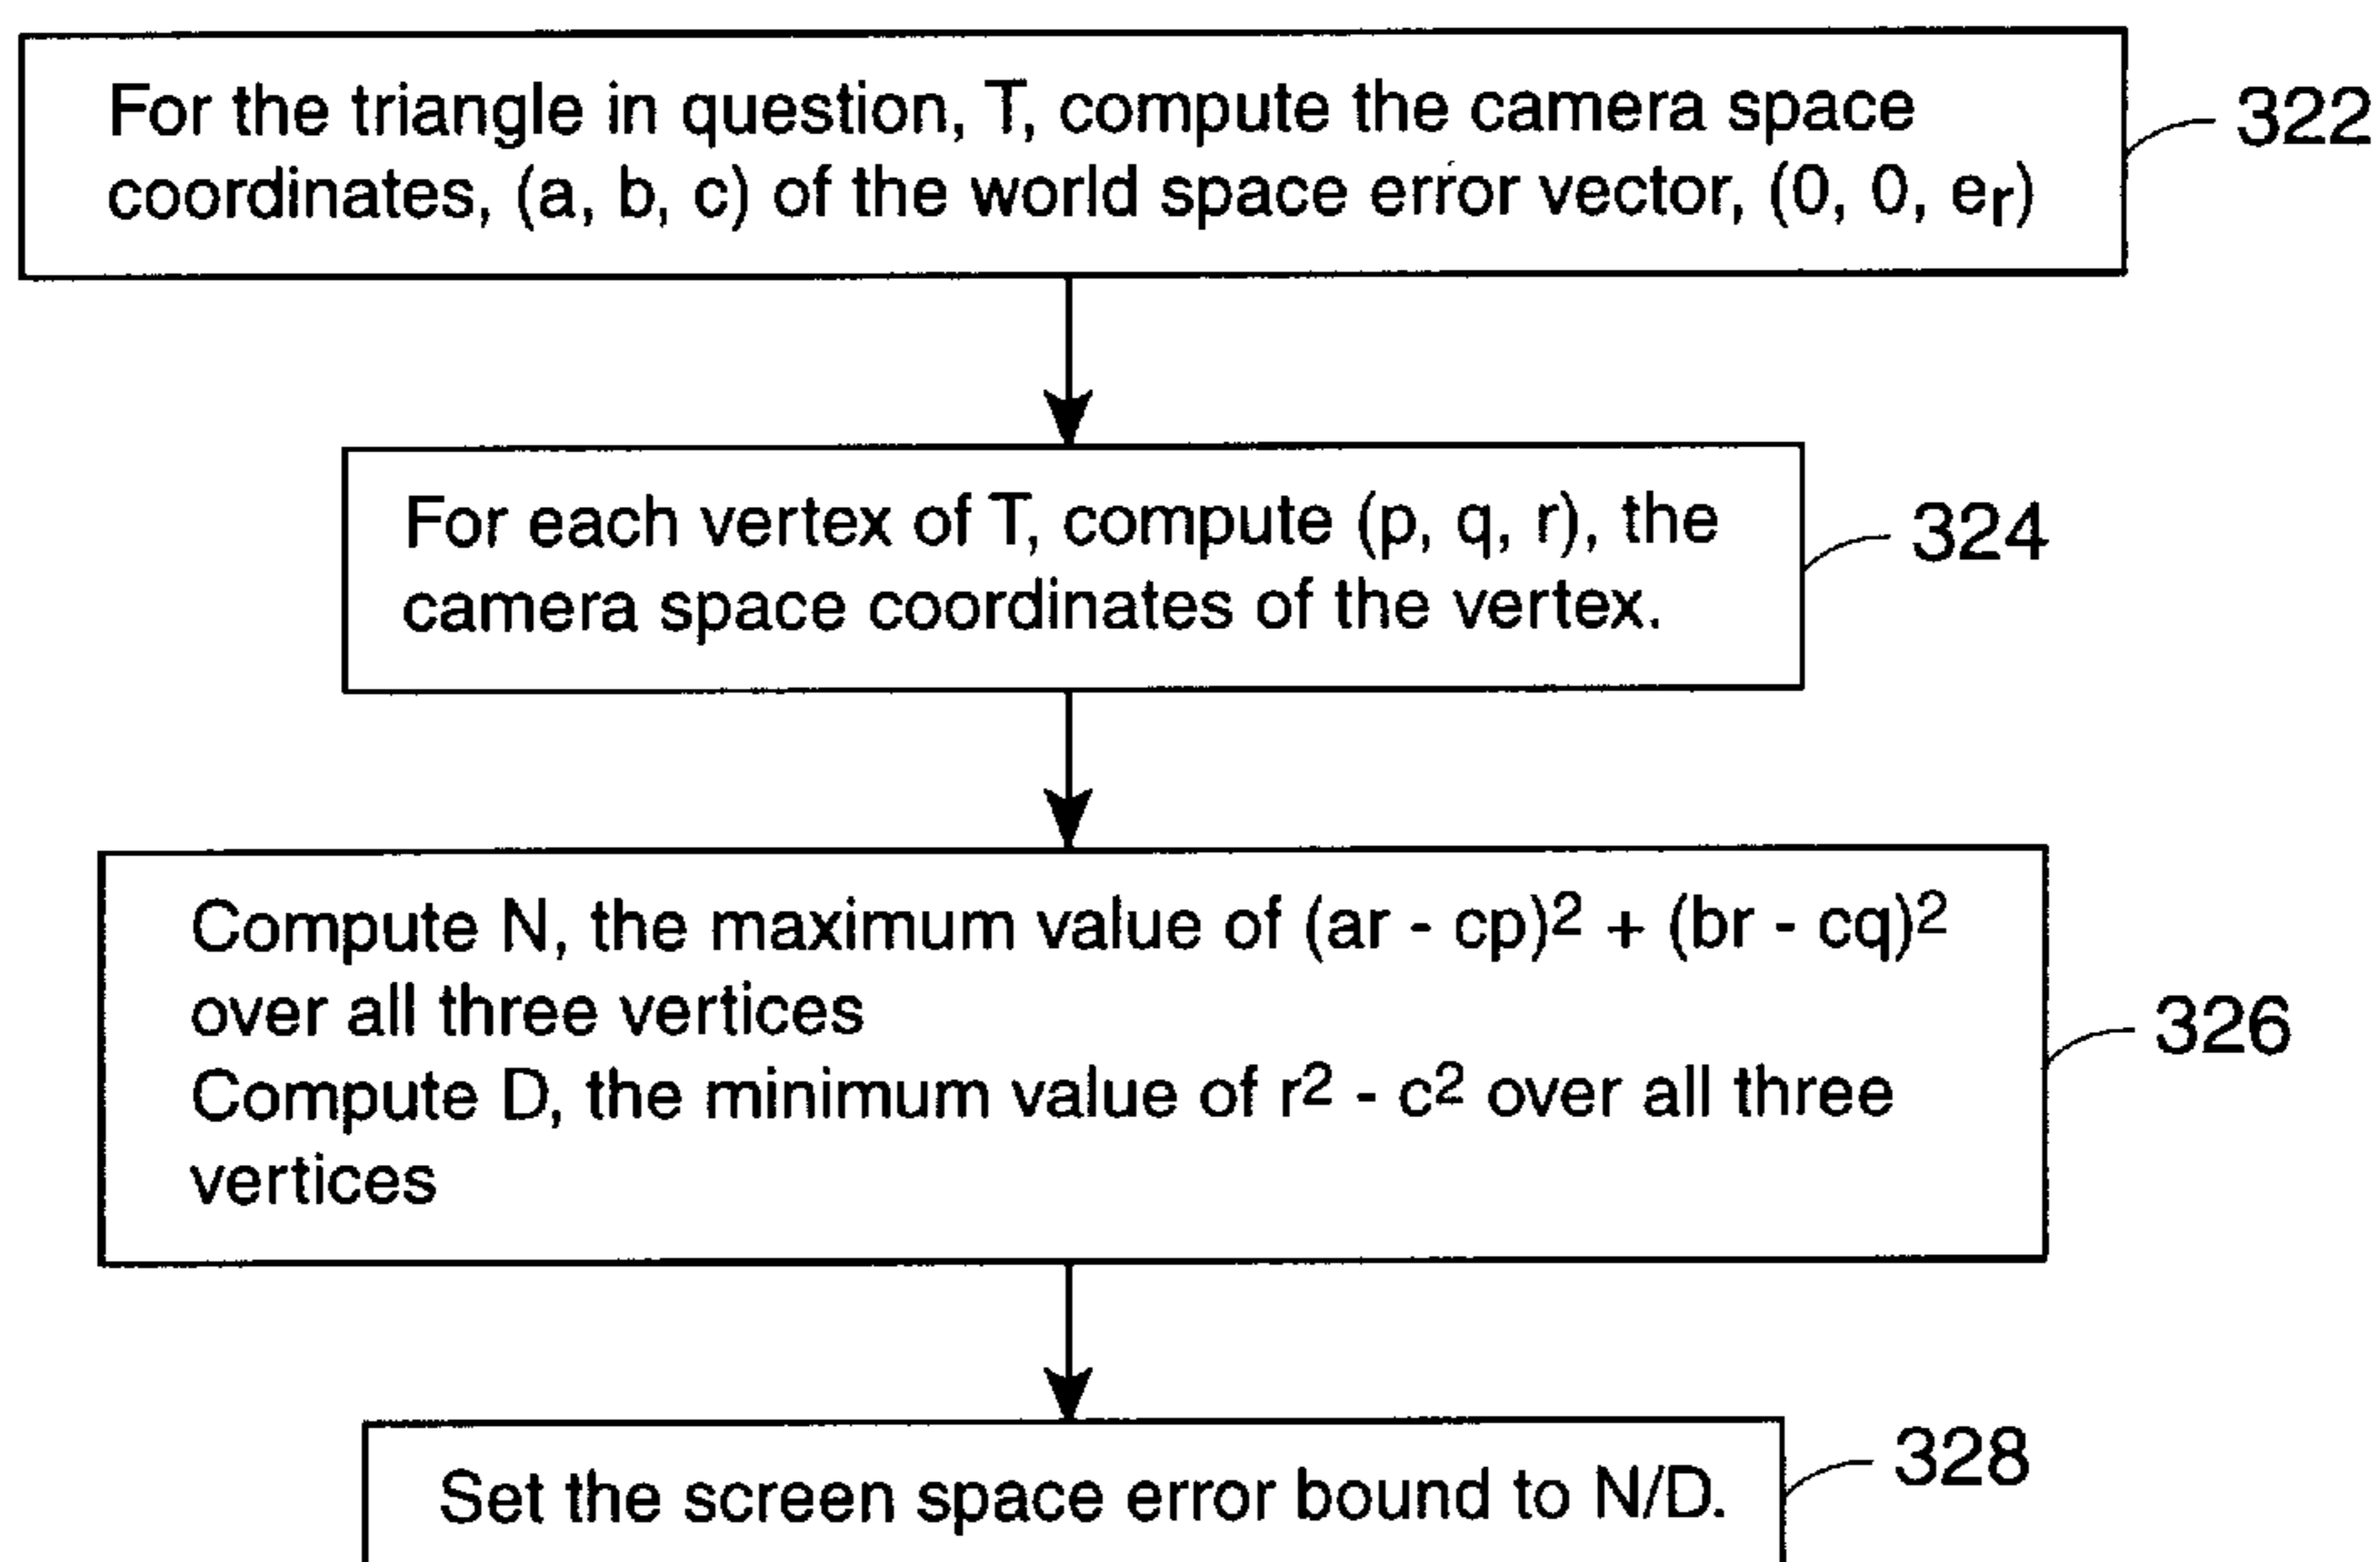 For the triangle in question, T, compute the camera space
coordinates, (a, b, c) of the world space error vector, (0, 0, eᵣ)
322
For each vertex of T, compute (p, q, r), the
camera space coordinates of the vertex.
324
Compute N, the maximum value of (ar - cp)² + (br - cq)²
over all three vertices
Compute D, the minimum value of r² - c² over all three
vertices
326
Set the screen space error bound to N/D.
328